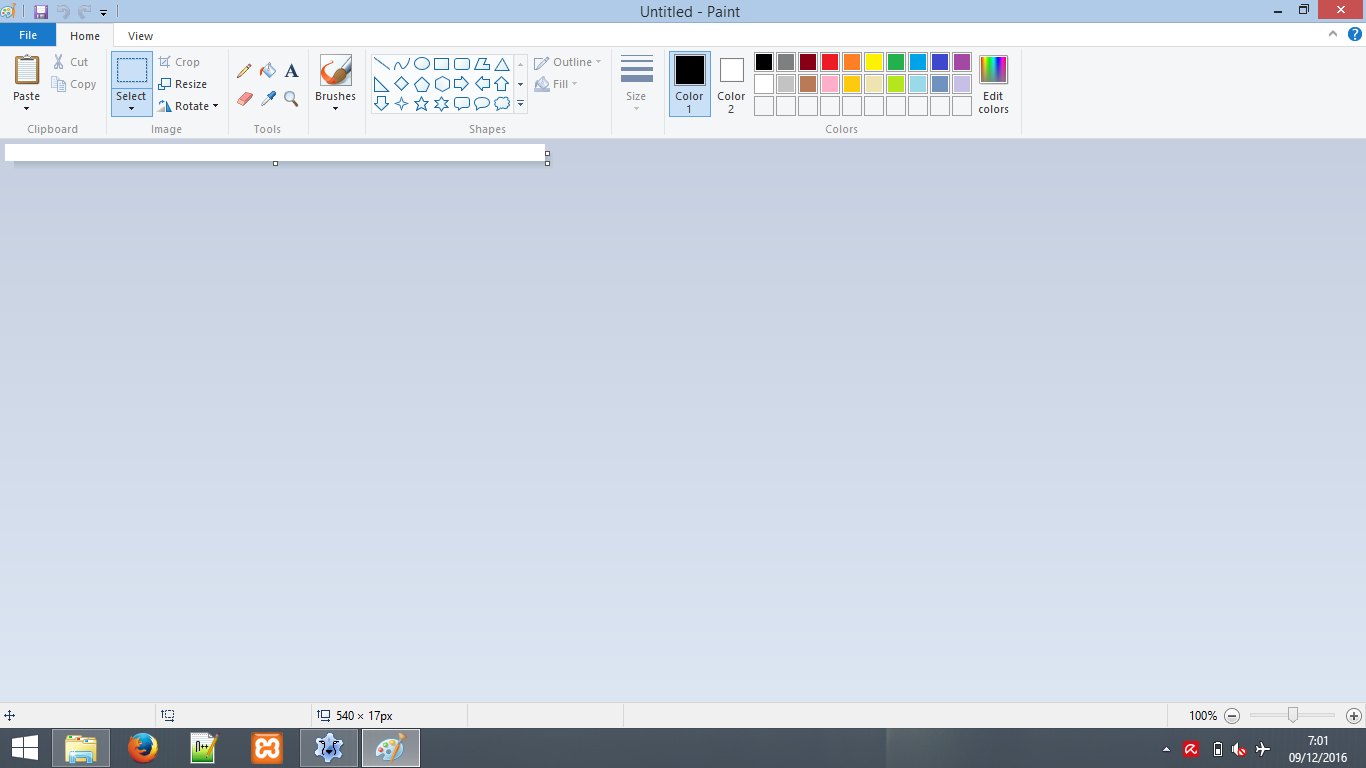 Untitled - Paint
File Home View
Paste
Cut
Copy
Clipboard
Select
Crop
Resize
Rotate
Image
A
Tools
Brushes
Shapes
Outline
Fill
Size
Color
1
Color
2
Edit
colors
Colors
540 × 17px
100%
7:01
09/12/2016